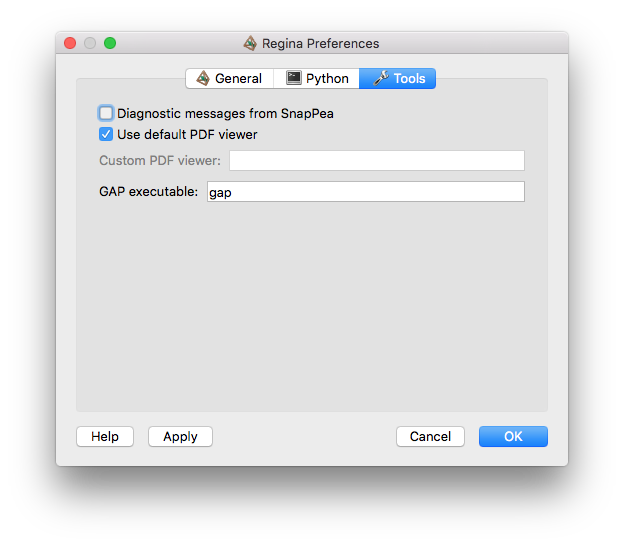 Regina Preferences
General Python Tools
Diagnostic messages from SnapPea
Use default PDF viewer
Custom PDF viewer:
GAP executable: gap
Help Apply Cancel OK